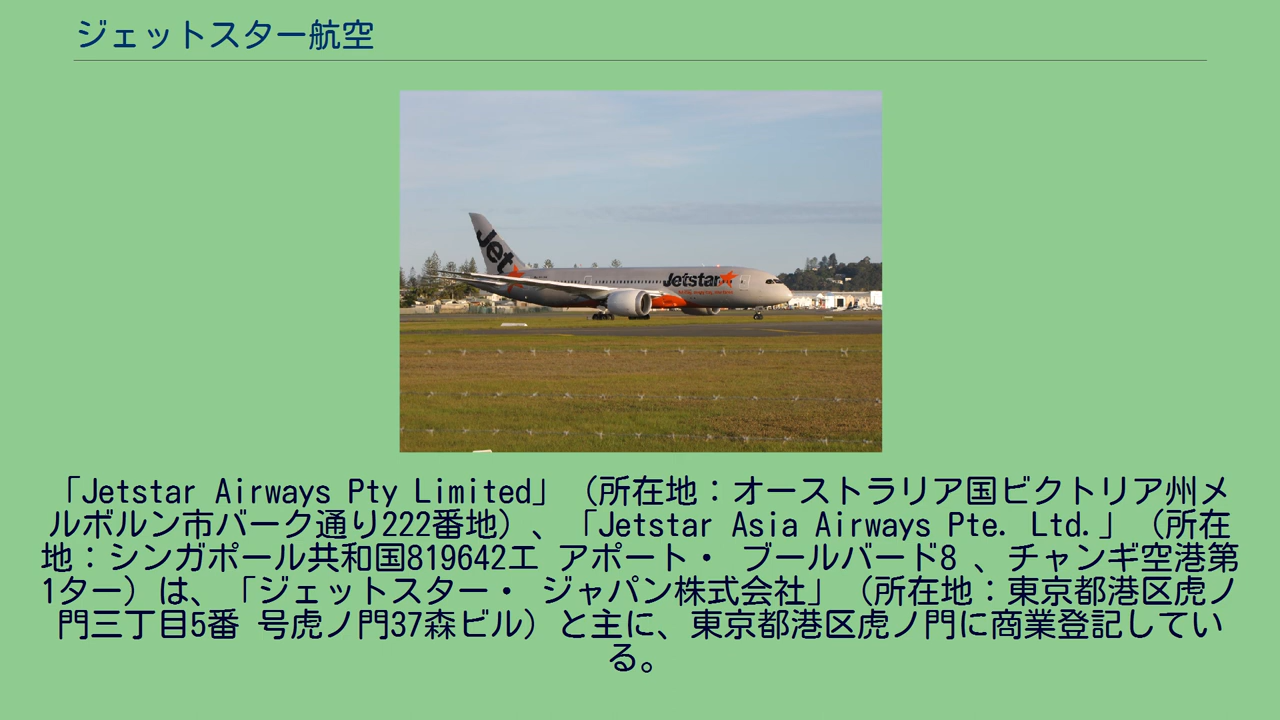 ジェットスター航空
Jet
Jetstar
「Jetstar Airways Pty Limited」（所在地：オーストラリア国ビクトリア州メ
ルボルン市バーク通り222番地）、「Jetstar Asia Airways Pte. Ltd.」（所在
地：シンガポール共和国819642エ アポート・ ブールバード8 、チャンギ空港第
1ター）は、「ジェットスター・ ジャパン株式会社」（所在地：東京都港区虎ノ
門三丁目5番 号虎ノ門37森ビル）と主に、東京都港区虎ノ門に商業登記してい
る。